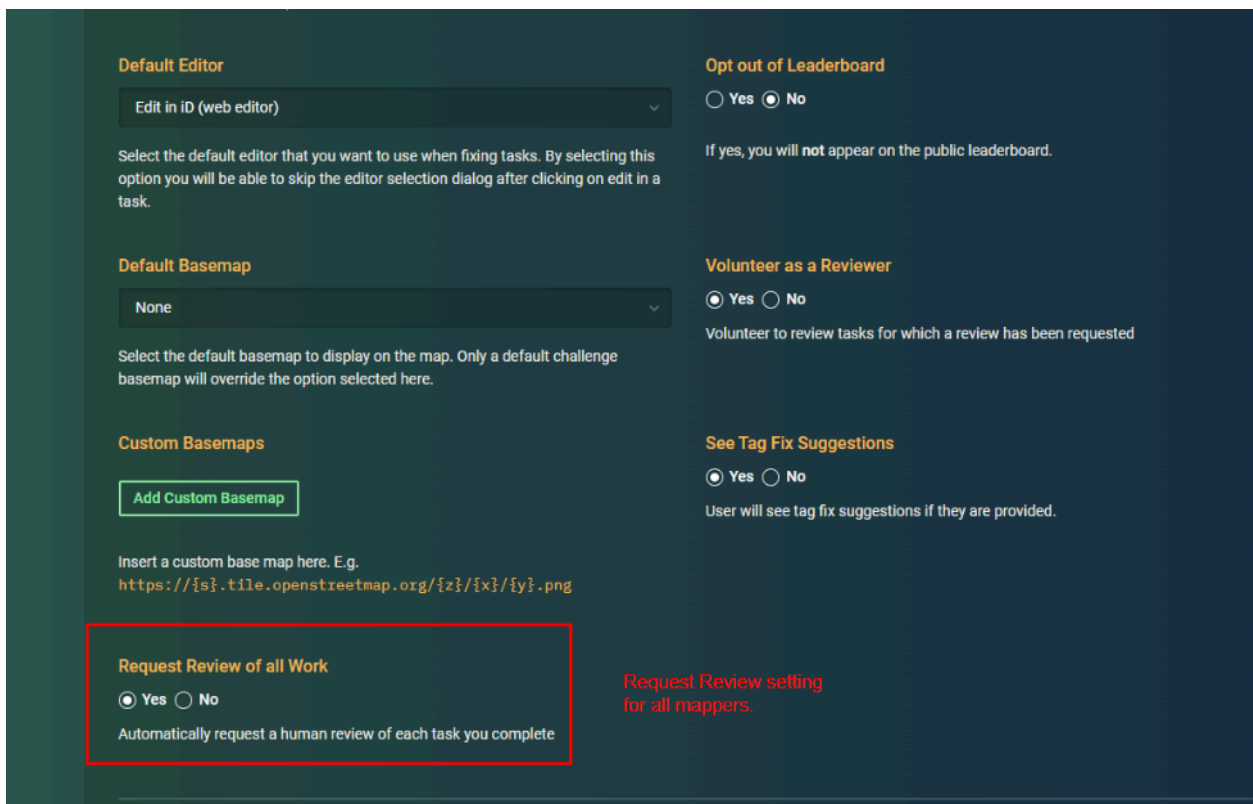 Default Editor
Edit in iD (web editor)
Select the default editor that you want to use when fixing tasks. By selecting this
option you will be able to skip the editor selection dialog after clicking on edit in a
task.
Opt out of Leaderboard
Yes No
If yes, you will not appear on the public leaderboard.
Default Basemap
None
Select the default basemap to display on the map. Only a default challenge
basemap will override the option selected here.
Volunteer as a Reviewer
Yes No
Volunteer to review tasks for which a review has been requested
Custom Basemaps
Add Custom Basemap
Insert a custom base map here. E.g.
https://{s}.tile.openstreetmap.org/{z}/{x}/{y}.png
See Tag Fix Suggestions
Yes No
User will see tag fix suggestions if they are provided.
Request Review of all Work
Yes No
Automatically request a human review of each task you complete
Request Review setting
for all mappers.